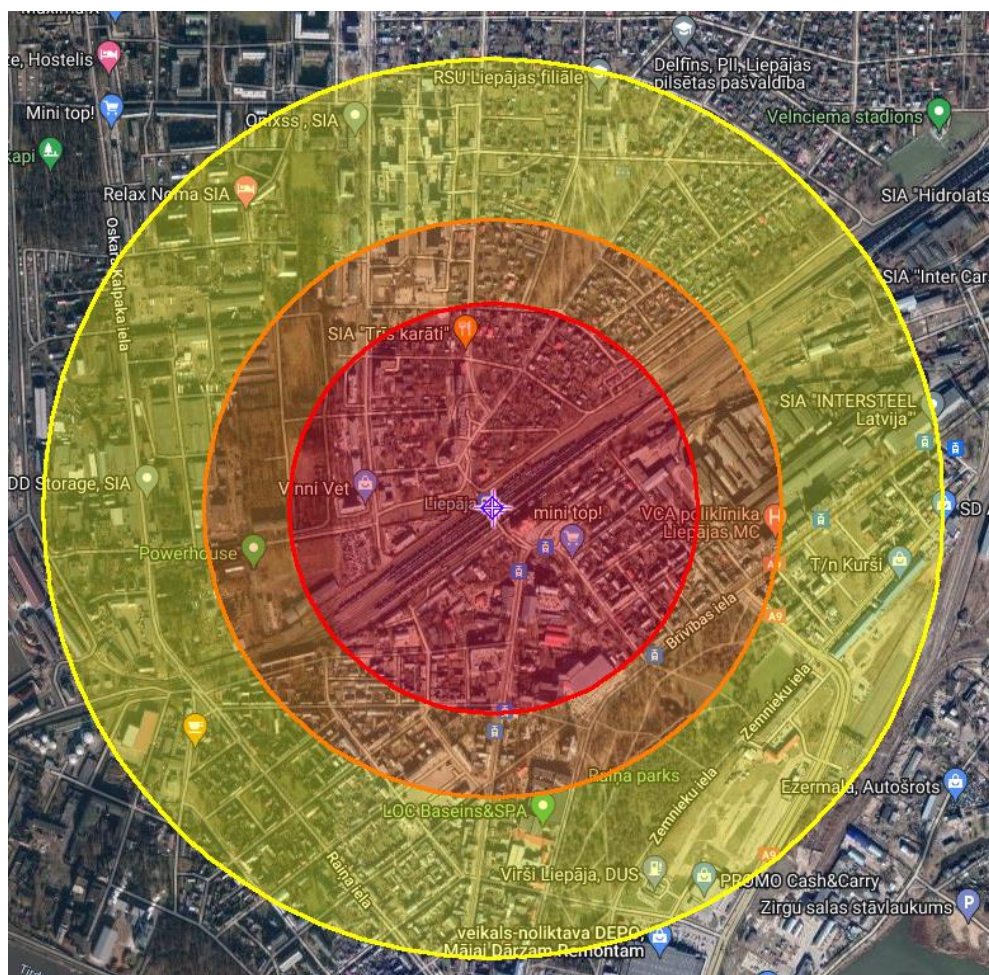 Maxima X
ze, Hostelis
RSU Liepājas filiāle
Delfīns, PII, Liepājas
pilsētas pašvaldība
Mini top!
Onixss , SIA
Velnciema stadions
kapi
Relax Noma SIA
SIA "Hidrolats
Oskara Kalpaka iela
SIA "Inter Cars
SIA "Trīs karāti"
SIA "INTERSTEEL
Latvija"
DD Storage, SIA
Vinni Vet
Liepāja
mini top!
VCA poliklīnika
Liepājas MC
SD A
Powerhouse
T/n Kurši
A9
A9
Brīvības iela
Zemnieku iela
Raiņa parks
Zemnieku iela
Ezermala, Autošrots
LOC Baseins&SPA
Raiņa iela
A9
Virši Liepāja, DUS
PROMO Cash&Carry
Zirgu salas stāvlaukums
veikals-noliktava DEPO,
Mājai Dārzam Remontam